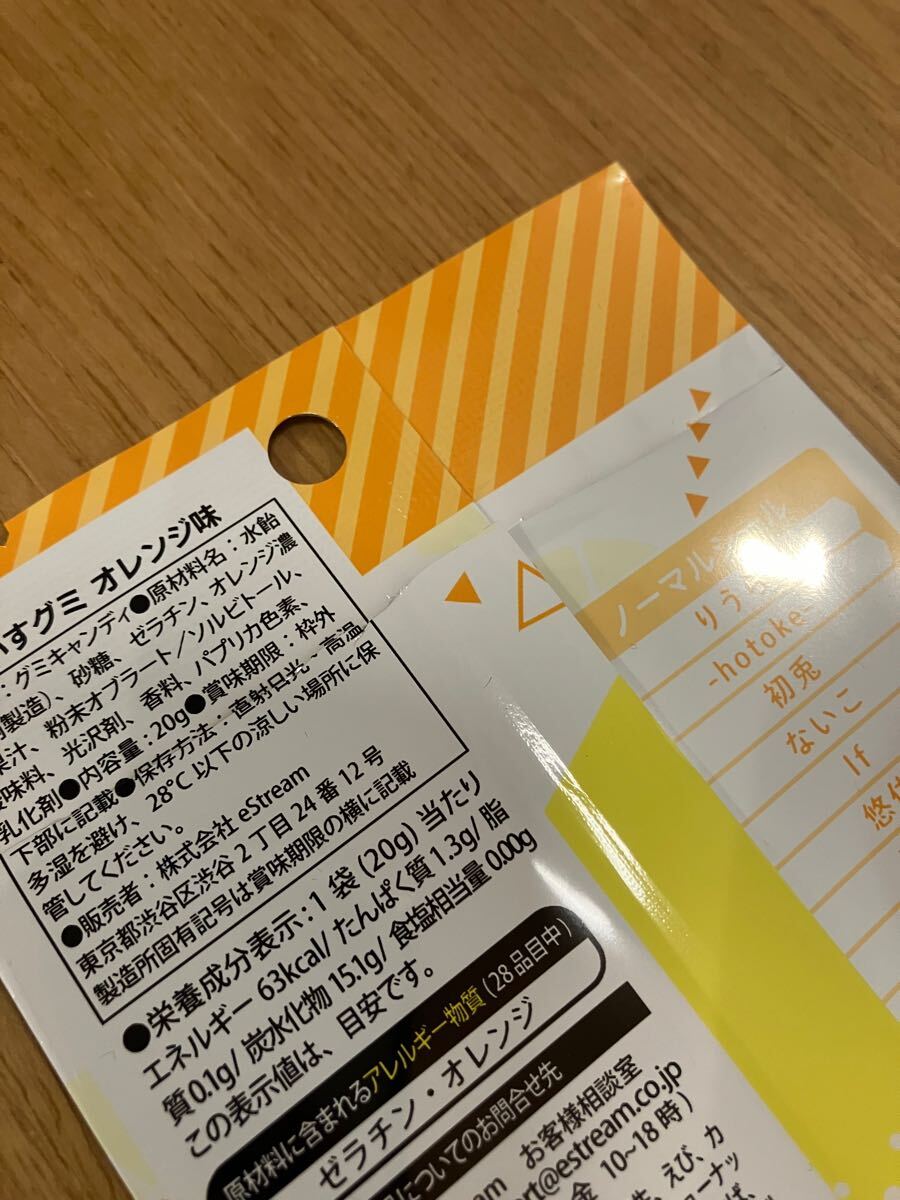 すグミ オレンジ味
：グミキャンディ●原材料名：水飴
製造）、砂糖、ゼラチン、オレンジ濃
果汁、粉末オブラート／ソルビトール、
酸味料、光沢剤、香料、パプリカ色素、
乳化剤●内容量：20g●賞味期限：枠外
下部に記載●保存方法：直射日光・高温
多湿を避け、28℃以下の涼しい場所に保
管してください。
●販売者：株式会社 eStream
東京都渋谷区渋谷2丁目24番12号
製造所固有記号は賞味期限の横に記載
●栄養成分表示：1袋(20g)当たり
エネルギー 63kcal/ たんぱく質 1.3g/ 脂
質0.1g/ 炭水化物 15.1g/ 食塩相当量 0.00g
この表示値は、目安です。
原材料に含まれるアレルギー物質(28品目中)
ゼラチン・オレンジ
についてのお問合せ先
お客様相談室
rt@estream.co.jp
金 10~18時)
えび、カ
ノーマル
りう
-hotoke-
初兎
ないこ
If
悠